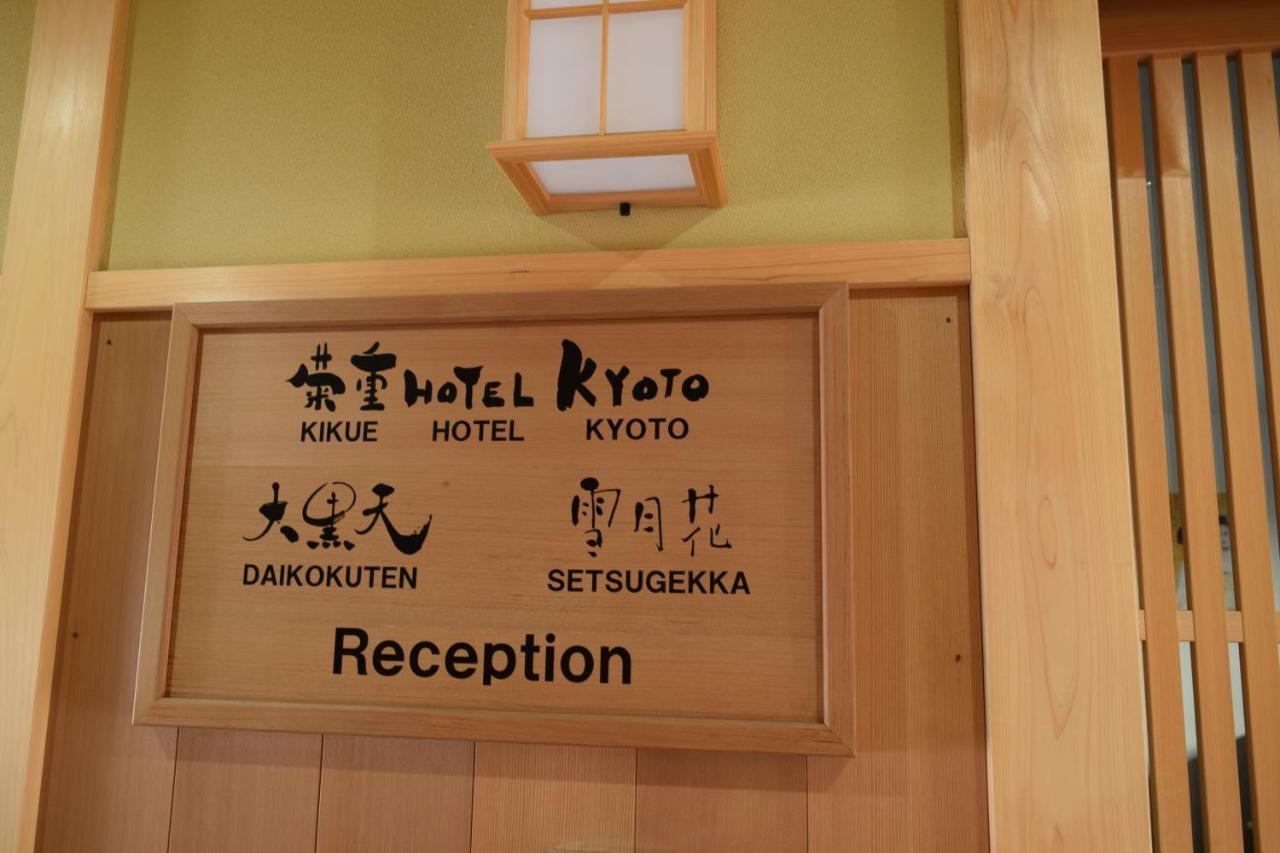 菊重 HOTEL KYOTO
KIKUE HOTEL KYOTO
大黒天 雪月花
DAIKOKUTEN SETSUGEKKA
Reception